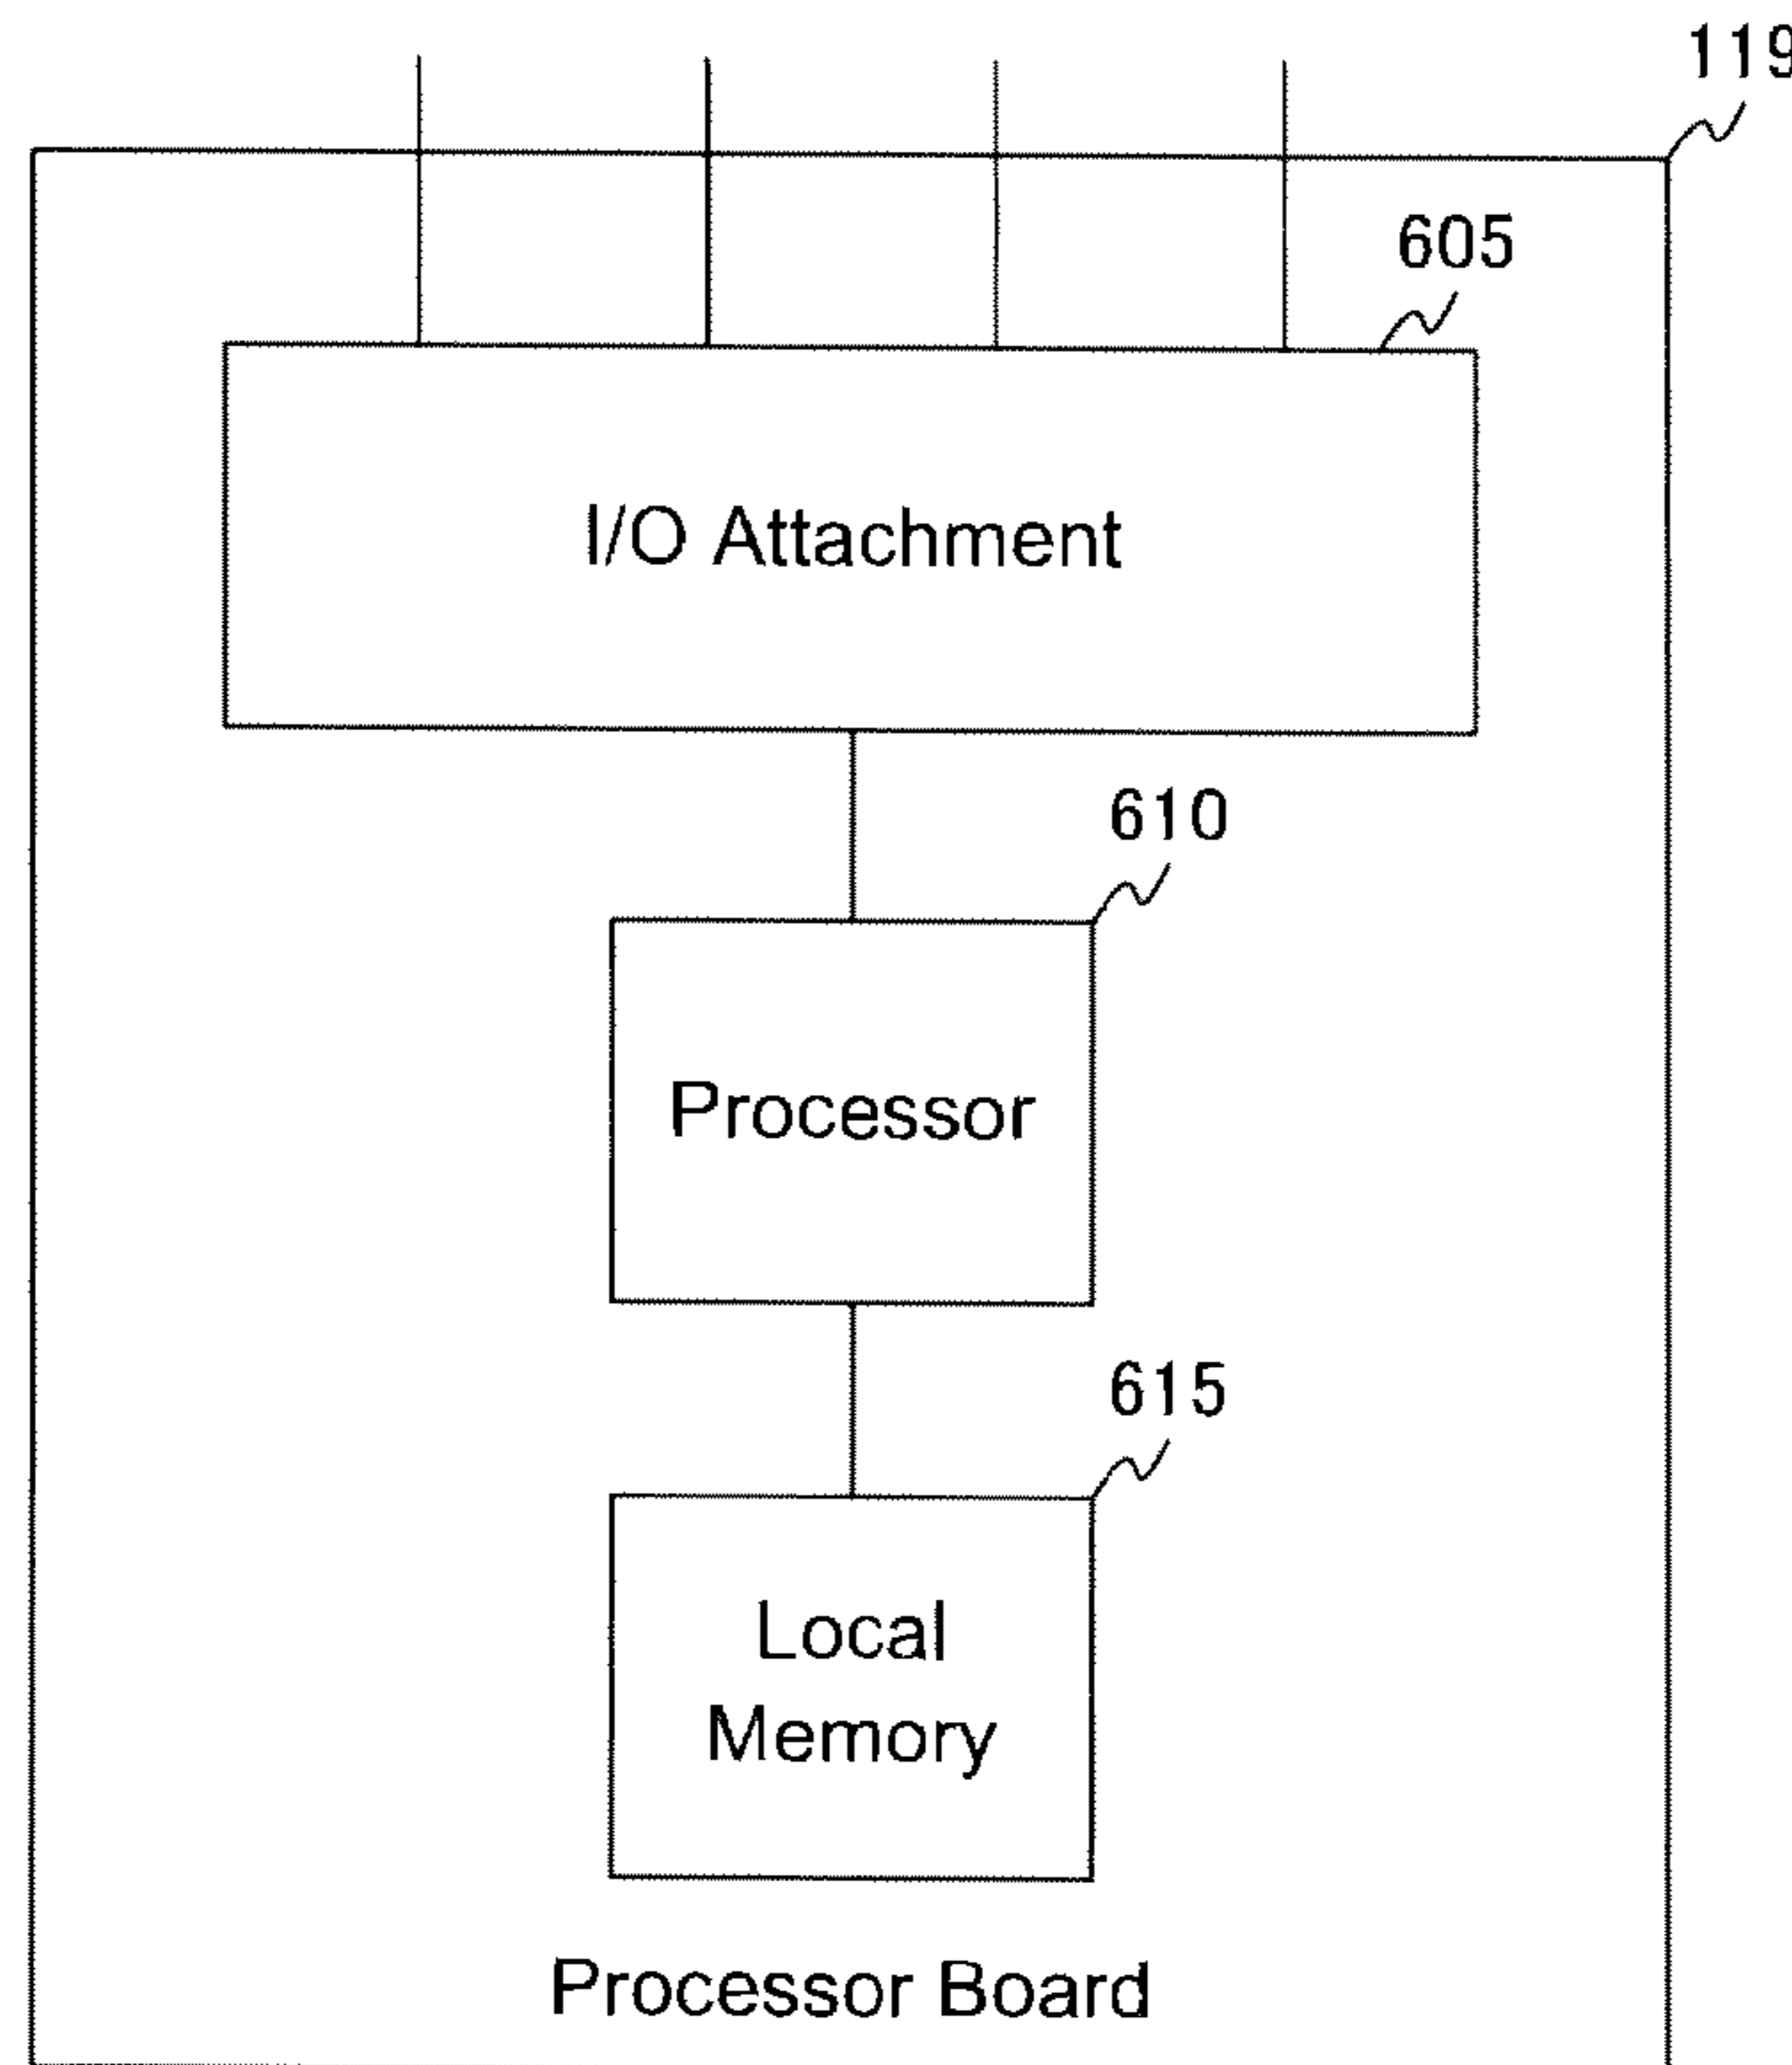 119
605
I/O Attachment
610
Processor
615
Local
Memory
Processor Board